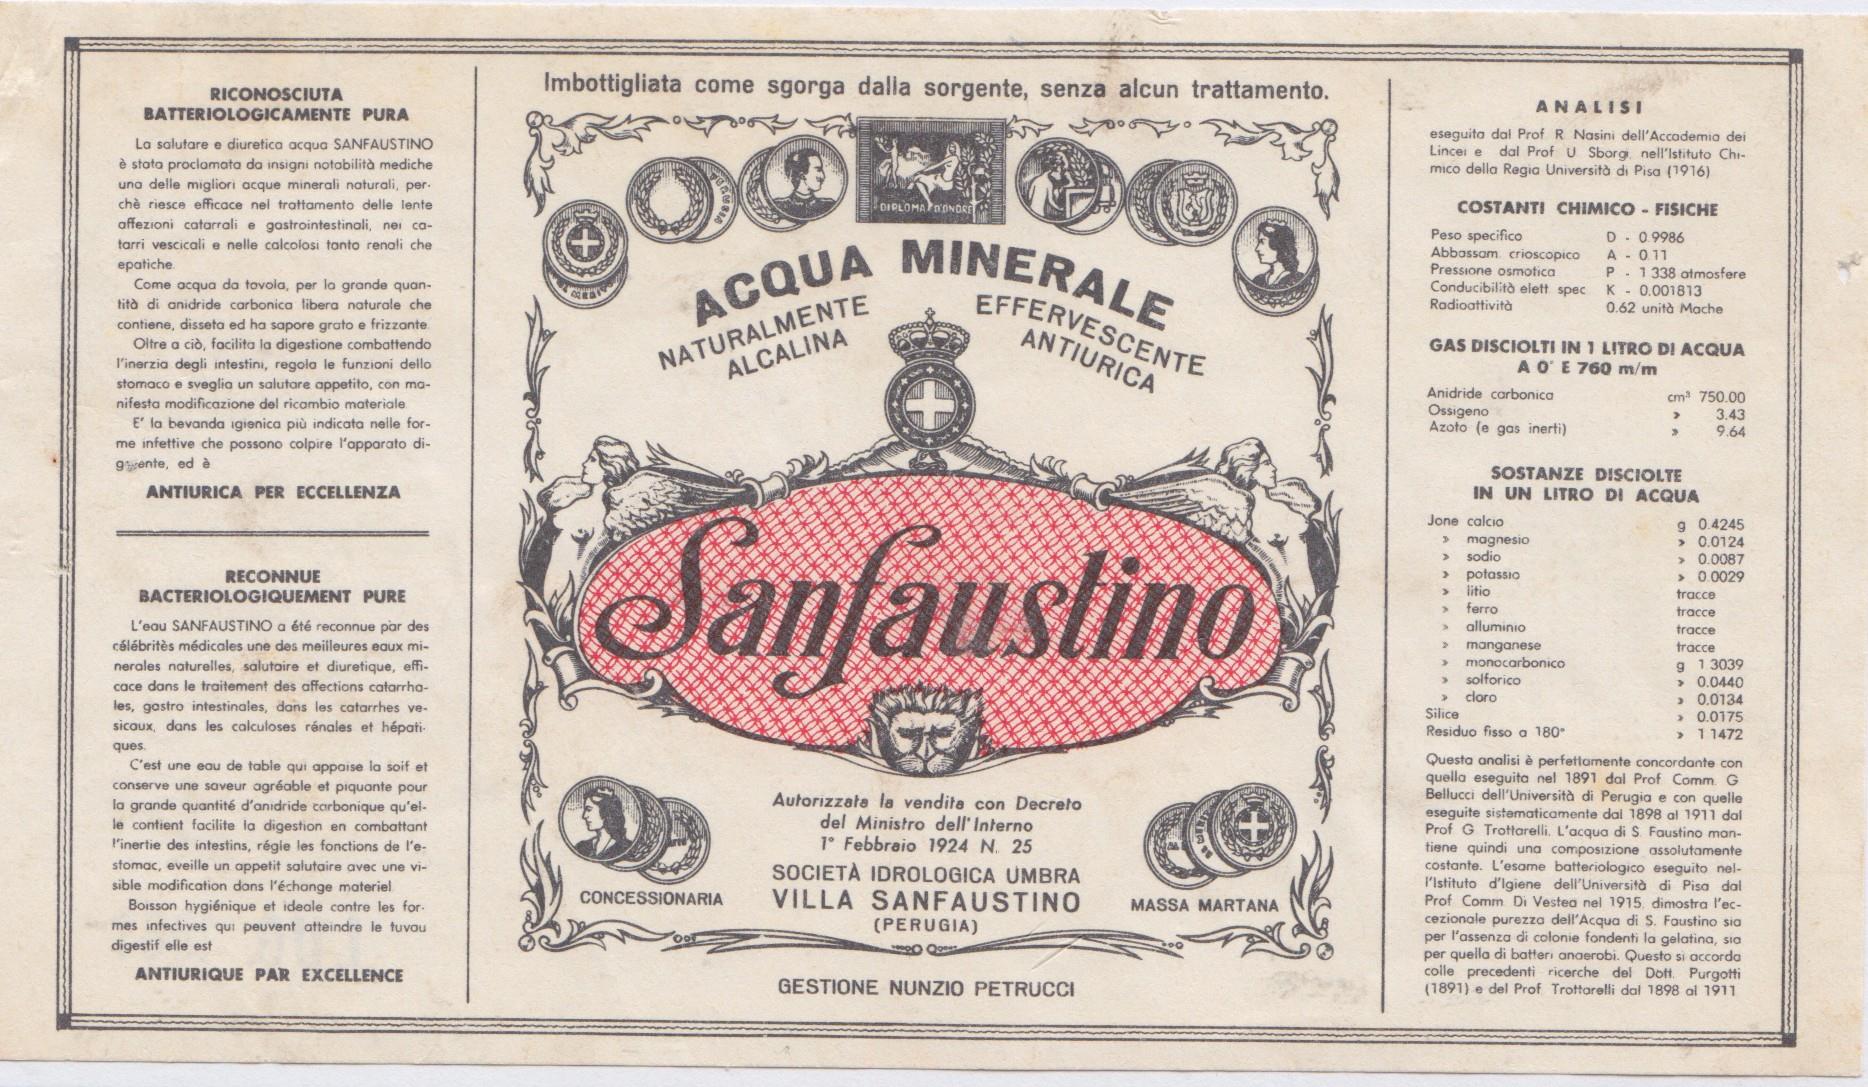 RICONOSCIUTA
BATTERIOLOGICAMENTE PURA
La salutare e diuretica acqua SANFAUSTINO
è stata proclamata da insigni notabilità mediche
una delle migliori acque minerali naturali, per-
chè riesce efficace nel trattamento delle lente
affezioni catarrali e gastrointestinali, nei ca-
tarri vescicali e nelle calcolosi tanto renali che
epatiche.
Come acqua da tavola, per la grande quan-
tità di anidride carbonica libera naturale che
contiene, disseta ed ha sapore grato e frizzante.
Oltre a ciò, facilita la digestione combattendo
l'inerzia degli intestini, regola le funzioni dello
stomaco e sveglia un salutare appetito, con ma-
nifesta modificazione del ricambio materiale.
E' la bevanda igienica più indicata nelle for-
me infettive che possono colpire l'apparato di-
gerente, ed è
ANTIURICA PER ECCELLENZA
RECONNUE
BACTERIOLOGIQUEMENT PURE
L'eau SANFAUSTINO a été reconnue par des
célébritès médicales une des meilleures eaux mi-
nerales naturelles, salutaire et diuretique, effi-
cace dans le traitement des affections catarrha-
les, gastro intestinales, dans les catarrhes ve-
sicaux, dans les calculoses rénales et hépati-
ques.
C'est une eau de table qui appaise la soif et
conserve une saveur agréable et piquante pour
la grande quantité d'anidride carbonique qu'el-
le contient facilite la digestion en combattant
l'inertie des intestins, régle les fonctions de l'e-
stomac, eveille un appetit salutaire avec une vi-
sible modification dans l'échange materiel.
Boisson hygiénique et ideale contre les for-
mes infectives qui peuvent atteindre le tuvau
digestif elle est
ANTIURIQUE PAR EXCELLENCE
Imbottigliata come sgorga dalla sorgente, senza alcun trattamento.
DIPLOMA D'ONORE
ACQUA MINERALE
NATURALMENTE EFFERVESCENTE
ALCALINA ANTIURICA
Sanfaustino
Autorizzata la vendita con Decreto
del Ministro dell'Interno
1° Febbraio 1924 N. 25
SOCIETÀ IDROLOGICA UMBRA
VILLA SANFAUSTINO
(PERUGIA)
CONCESSIONARIA
MASSA MARTANA
GESTIONE NUNZIO PETRUCCI
ANALISI
eseguita dal Prof. R. Nasini dell'Accademia dei
Lincei e dal Prof. U. Sborgi, nell'Istituto Chi-
mico della Regia Università di Pisa (1916)
COSTANTI CHIMICO - FISICHE
Peso specifico D - 0.9986
Abbassam. crioscopico A - 0.11
Pressione osmotica P - 1 338 atmosfere
Conducibilità elett. spec. K - 0.001813
Radioattività 0.62 unità Mache
GAS DISCIOLTI IN 1 LITRO DI ACQUA
A 0° E 760 m/m
Anidride carbonica cm³ 750.00
Ossigeno » 3.43
Azoto (e gas inerti) » 9.64
SOSTANZE DISCIOLTE
IN UN LITRO DI ACQUA
Jone calcio g 0.4245
» magnesio » 0.0124
» sodio » 0.0087
» potassio » 0.0029
» litio tracce
» ferro tracce
» alluminio tracce
» manganese tracce
» monocarbonico g 1 3039
» solforico » 0.0440
» cloro » 0.0134
Silice » 0.0175
Residuo fisso a 180° » 1 1472
Questa analisi è perfettamente concordante con
quella eseguita nel 1891 dal Prof. Comm. G.
Bellucci dell'Università di Perugia e con quelle
eseguite sistematicamente dal 1898 al 1911 dal
Prof. G. Trottarelli. L'acqua di S. Faustino man-
tiene quindi una composizione assolutamente
costante. L'esame batteriologico eseguito nel-
l'Istituto d'Igiene dell'Università di Pisa dal
Prof. Comm. Di Vestea nel 1915, dimostra l'ec-
cezionale purezza dell'Acqua di S. Faustino sia
per l'assenza di colonie fondenti la gelatina, sia
per quella di batteri anaerobi. Questo si accorda
colle precedenti ricerche del Dott. Purgotti
(1891) e del Prof. Trottarelli dal 1898 al 1911